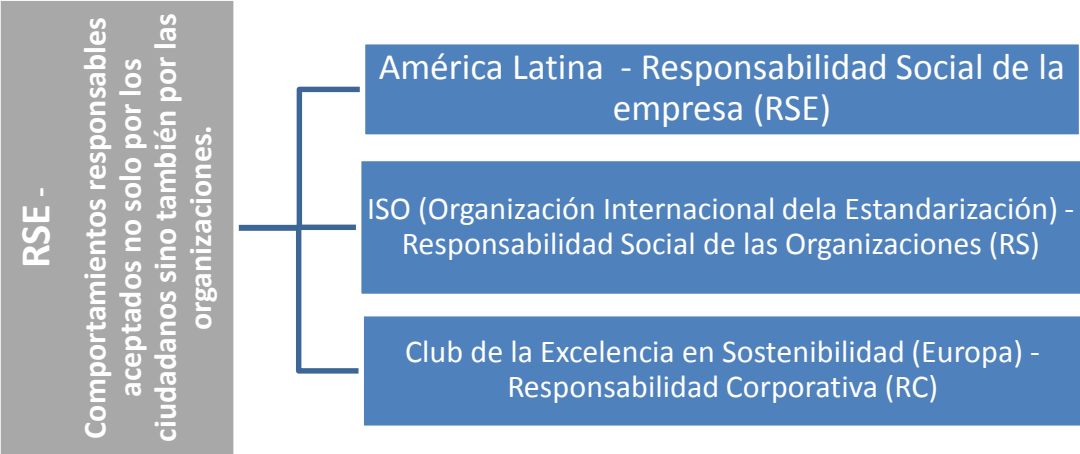 RSE -
Comportamientos responsables
aceptados no solo por los
ciudadanos sino también por las
organizaciones.
América Latina  - Responsabilidad Social de la
empresa (RSE)
ISO (Organización Internacional dela Estandarización) -
Responsabilidad Social de las Organizaciones (RS)
Club de la Excelencia en Sostenibilidad (Europa) -
Responsabilidad Corporativa (RC)